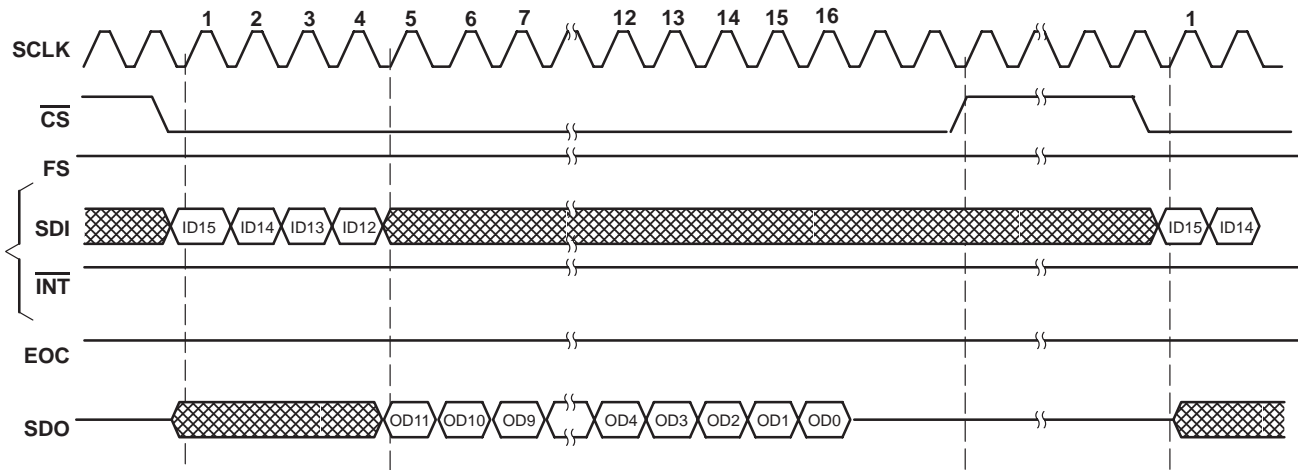 1 2 3 4 5 6 7 12 13 14 15 16 1
SCLK
CS
FS
SDI ID15 ID14 ID13 ID12 ID15 ID14
INT
EOC
SDO OD11 OD10 OD9 OD4 OD3 OD2 OD1 OD0